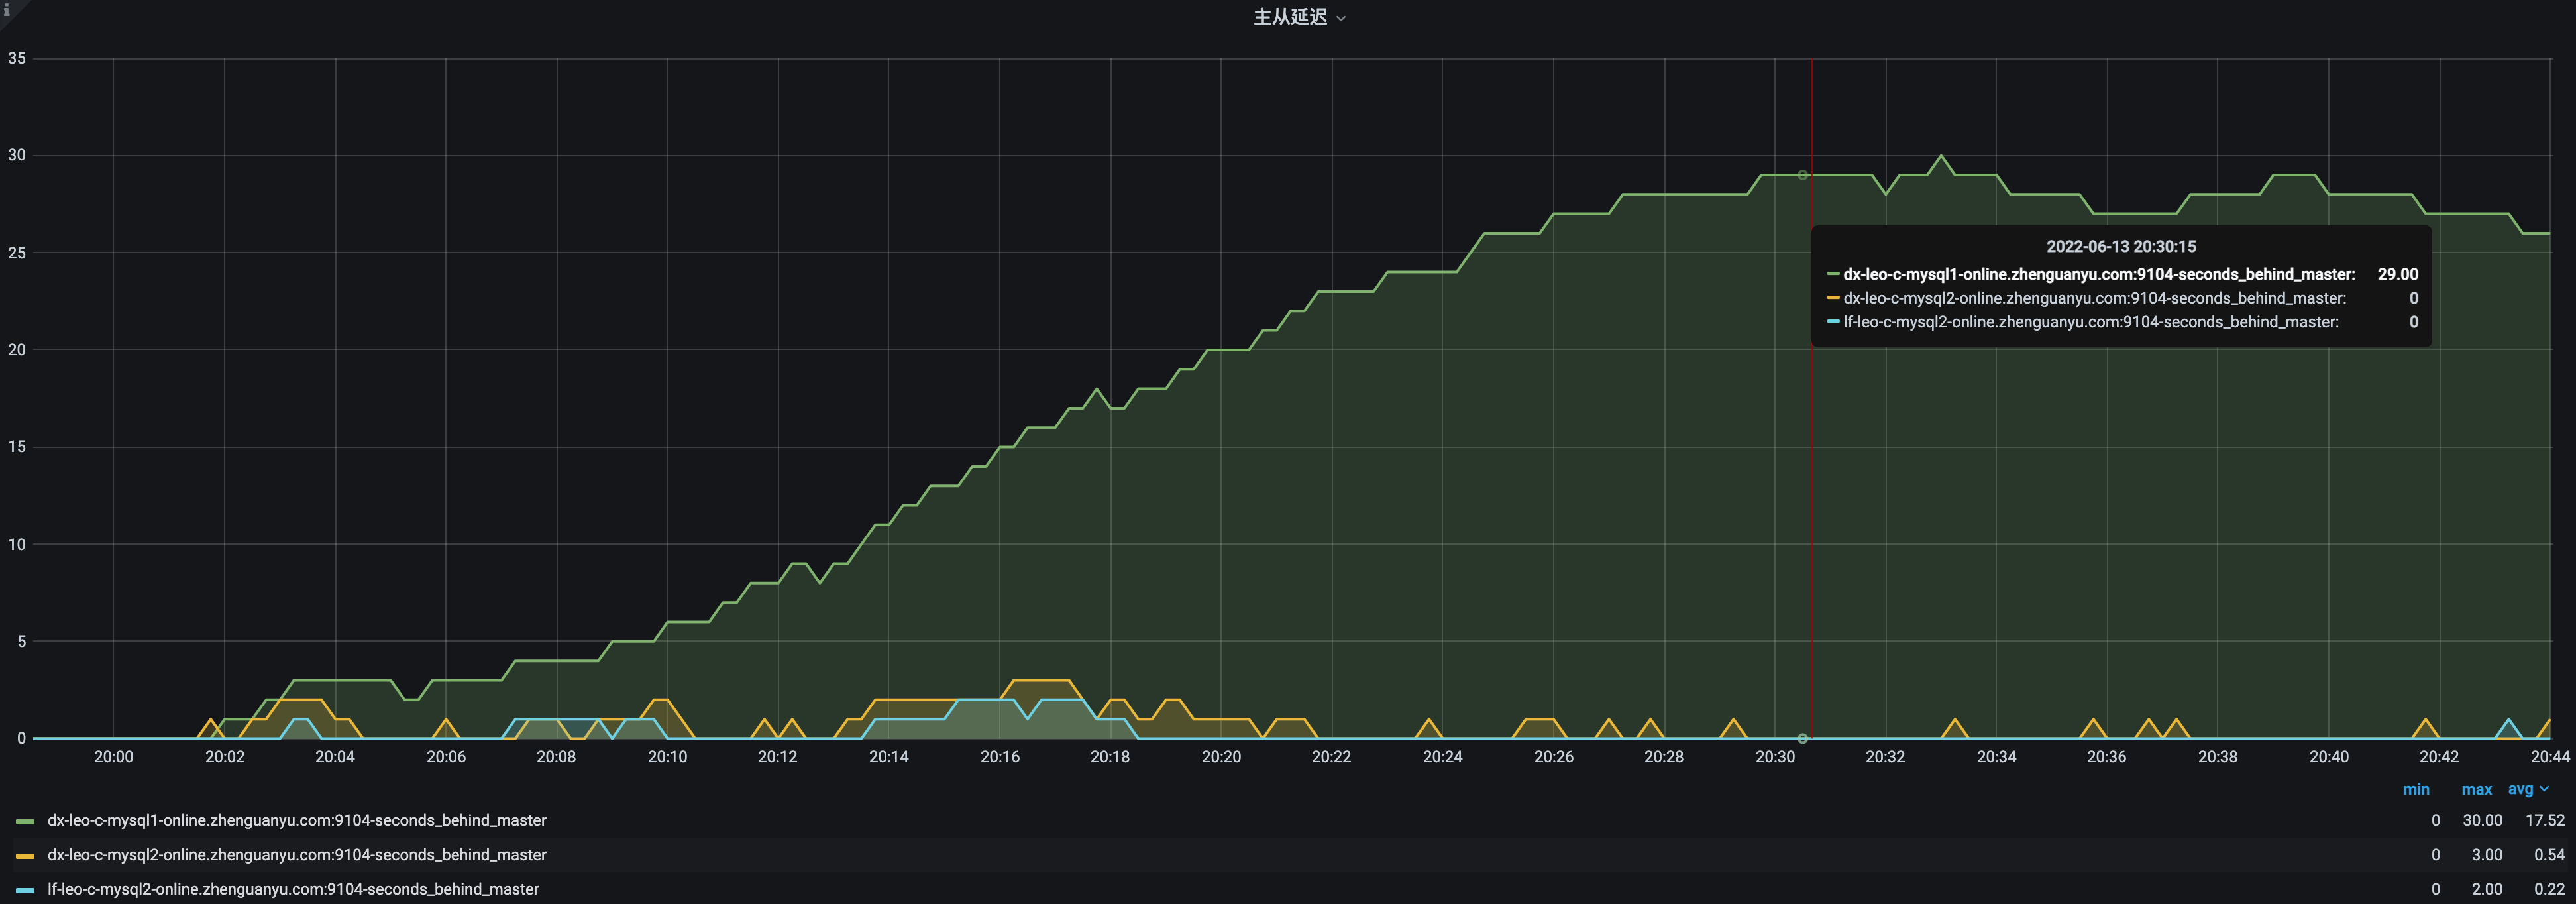 i
主从延迟
35
30
25
20
15
10
5
0
2022-06-13 20:30:15
dx-leo-c-mysql1-online.zhenguanyu.com:9104-seconds_behind_master: 29.00
dx-leo-c-mysql2-online.zhenguanyu.com:9104-seconds_behind_master: 0
lf-leo-c-mysql2-online.zhenguanyu.com:9104-seconds_behind_master: 0
20:00 20:02 20:04 20:06 20:08 20:10 20:12 20:14 20:16 20:18 20:20 20:22 20:24 20:26 20:28 20:30 20:32 20:34 20:36 20:38 20:40 20:42 20:44
min max avg
dx-leo-c-mysql1-online.zhenguanyu.com:9104-seconds_behind_master 0 30.00 17.52
dx-leo-c-mysql2-online.zhenguanyu.com:9104-seconds_behind_master 0 3.00 0.54
lf-leo-c-mysql2-online.zhenguanyu.com:9104-seconds_behind_master 0 2.00 0.22